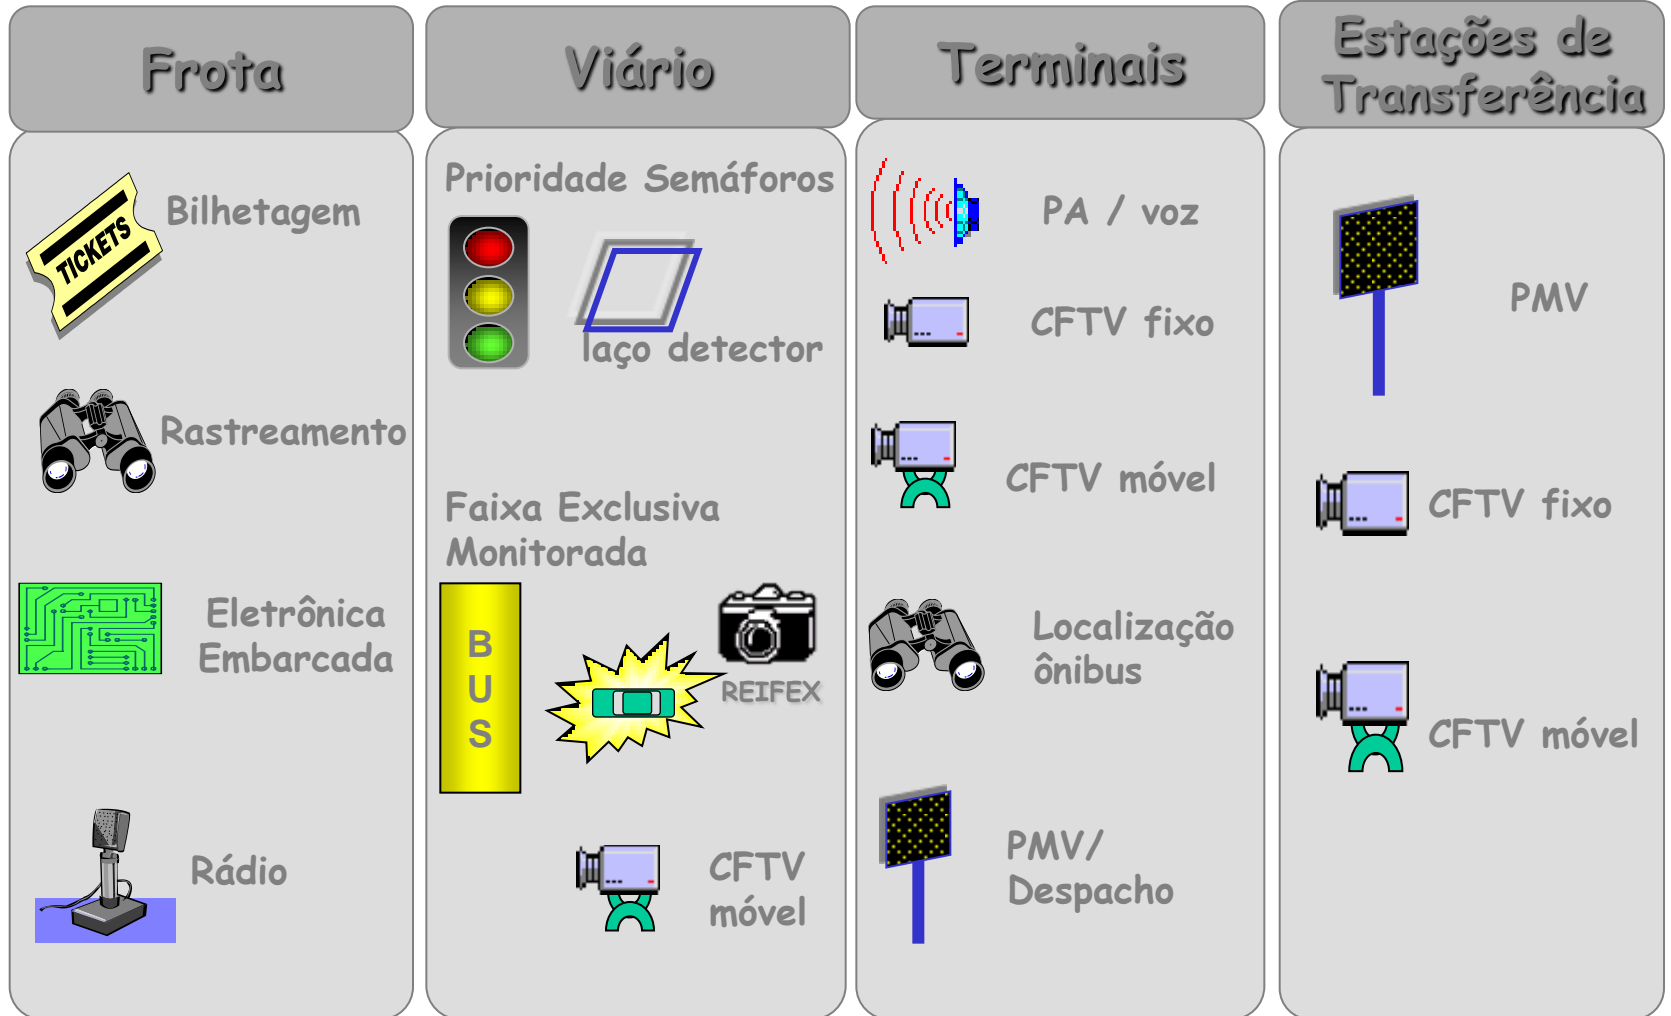 Frota
Bilhetagem
TICKETS
Rastreamento
Eletrônica
Embarcada
Rádio
Viário
Prioridade Semáforos
laço detector
Faixa Exclusiva
Monitorada
B
U
S
REIFEX
CFTV
móvel
Terminais
PA / voz
CFTV fixo
CFTV móvel
Localização
ônibus
PMV/
Despacho
Estações de
Transferência
PMV
CFTV fixo
CFTV móvel